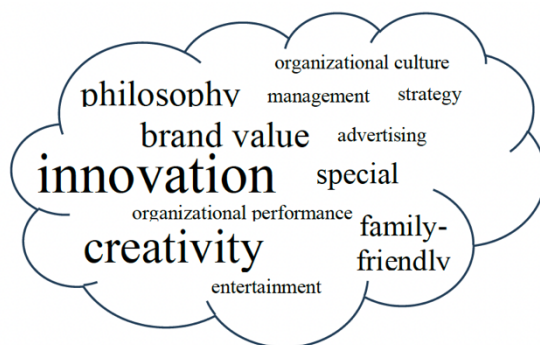 organizational culture
philosophy management strategy
brand value advertising
innovation special
organizational performance
creativity family-
friendly
entertainment